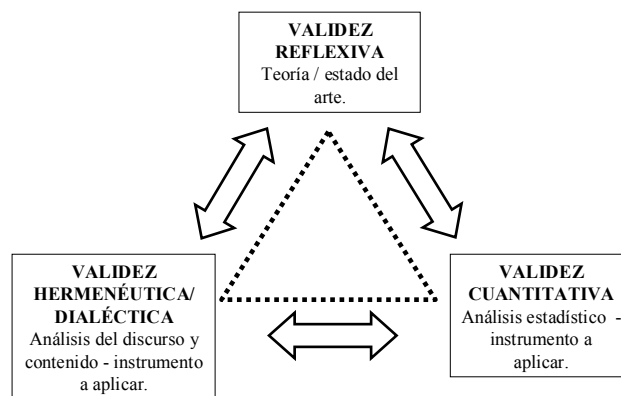 VALIDEZ
REFLEXIVA
Teoría / estado del
arte.
VALIDEZ
HERMENÉUTICA/
DIALÉCTICA
Análisis del discurso y
contenido - instrumento
a aplicar.
VALIDEZ
CUANTITATIVA
Análisis estadístico -
instrumento a
aplicar.